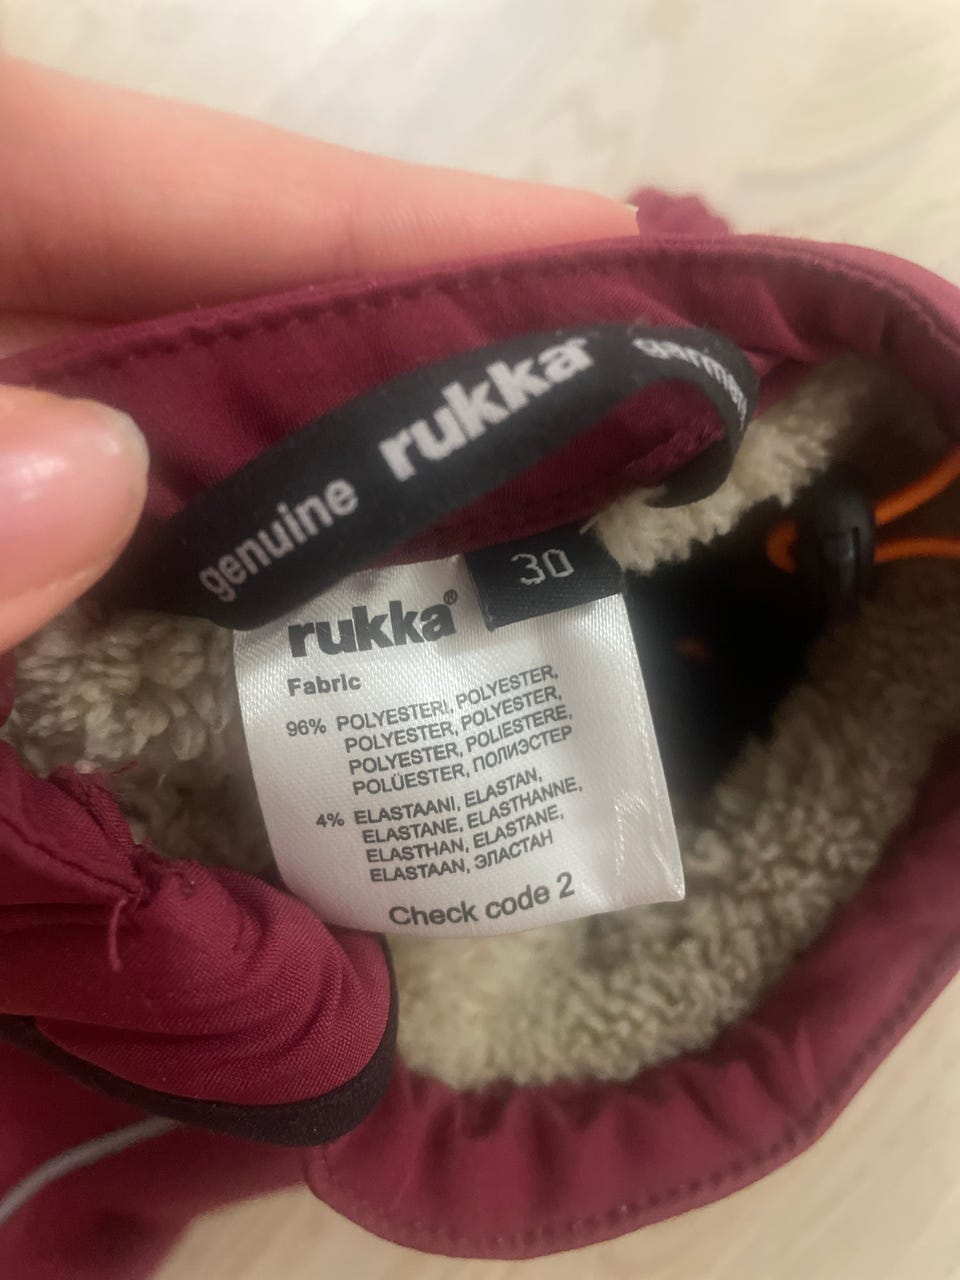 genuine rukka garments
30
rukka®
Fabric
96% POLYESTERI, POLYESTER,
POLYESTER, POLYESTER,
POLYESTER, POLIESTERE,
POLÜESTER, ПОЛИЭСТЕР
4% ELASTAANI, ELASTAN,
ELASTANE, ELASTHANNE,
ELASTHAN, ELASTANE,
ELASTAAN, ЭЛАСТАН
Check code 2